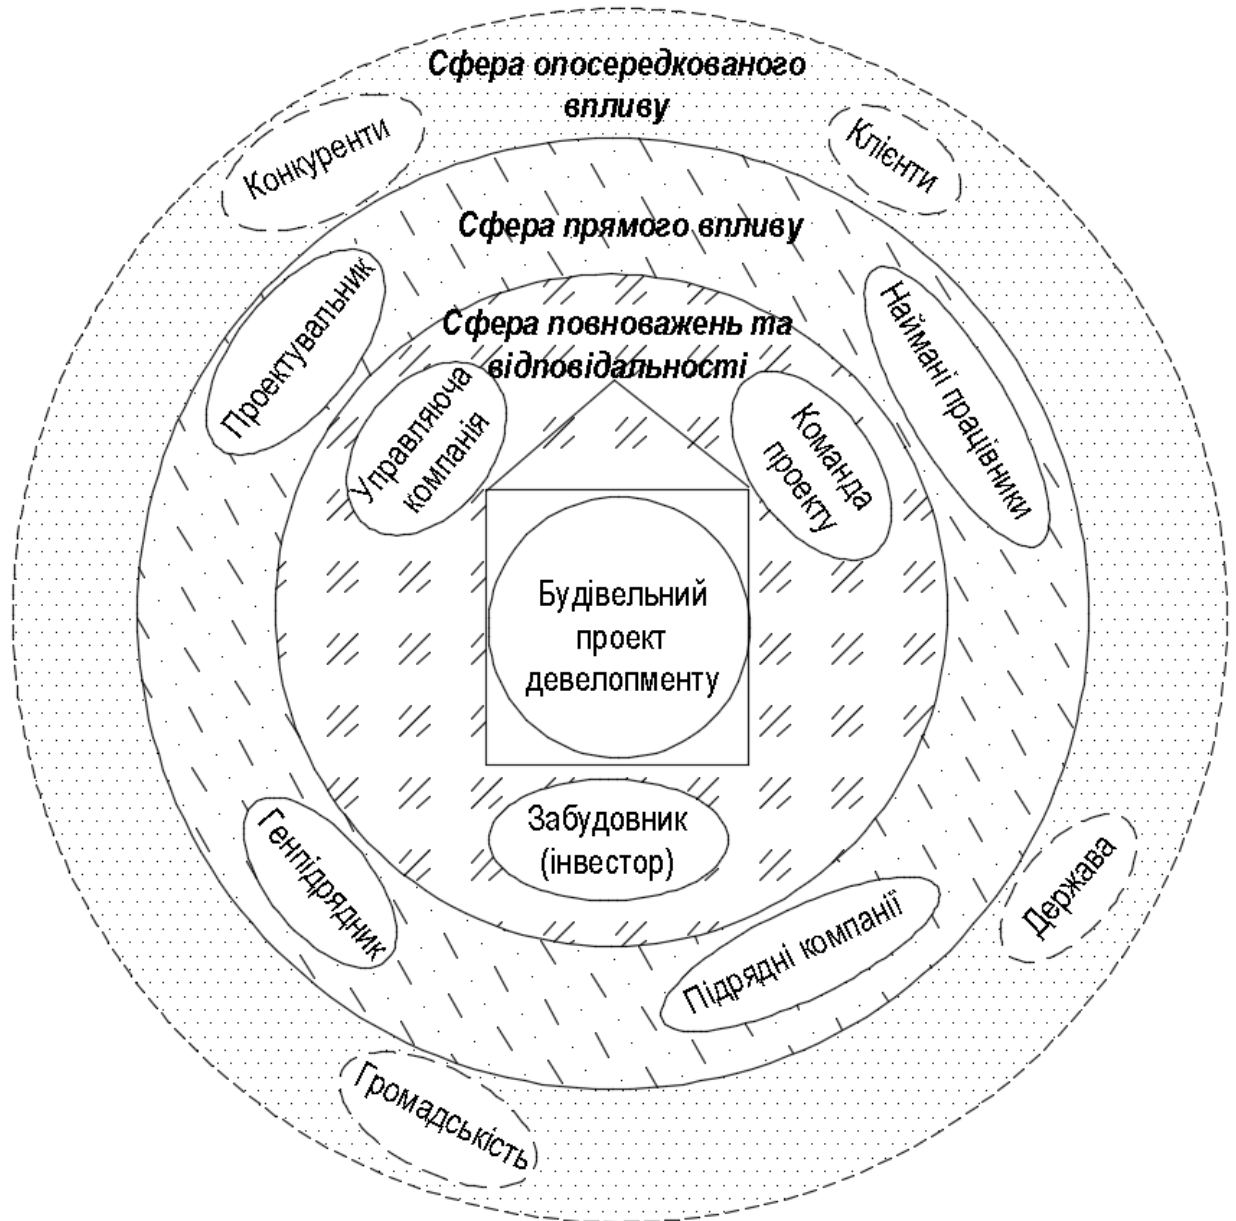 Сфера опосередкованого
впливу
Конкуренти
Клієнти
Сфера прямого впливу
Проектувальник
Наймані працівники
Сфера повноважень та
відповідальності
Управляюча
компанія
Команда
проекту
Будівельний
проект
девелопменту
Забудовник
(інвестор)
Генпідрядник
Підрядні компанії
Держава
Громадськість